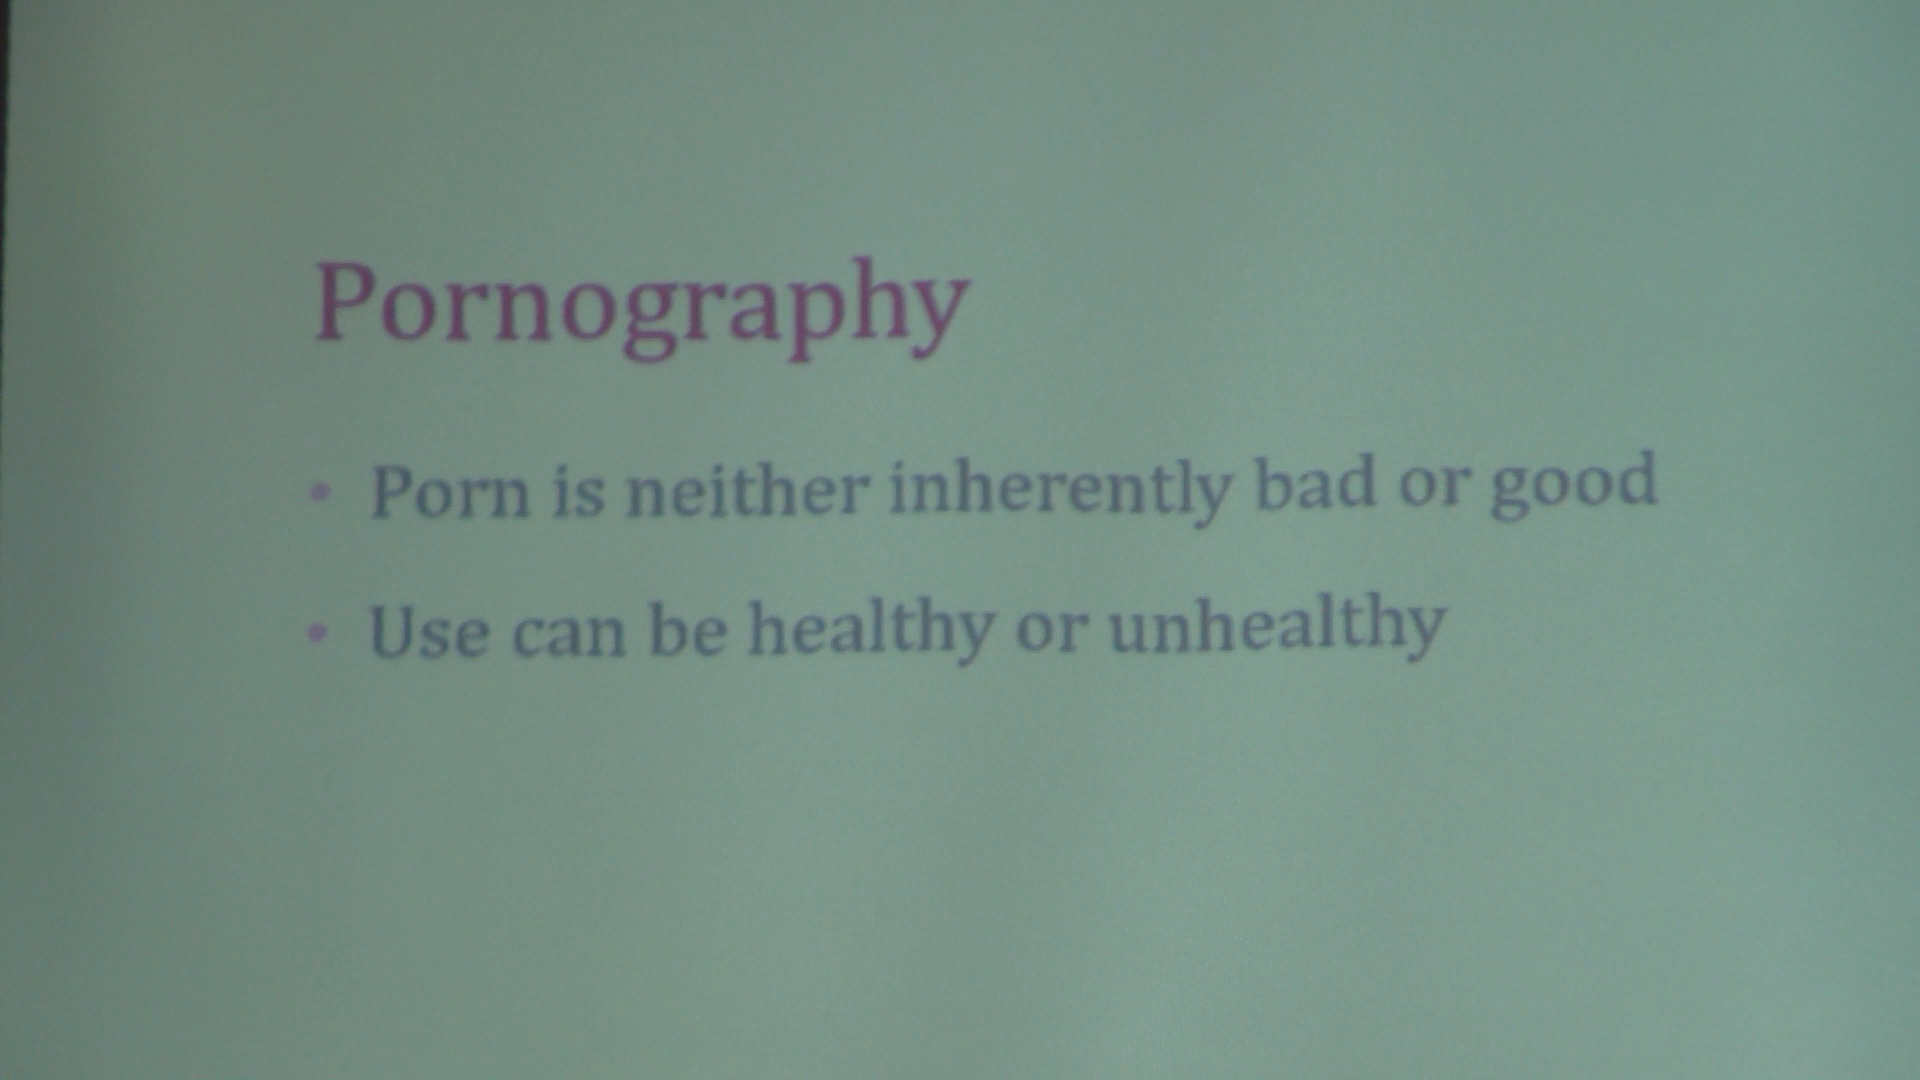 Pornography
• Porn is neither inherently bad or good
• Use can be healthy or unhealthy